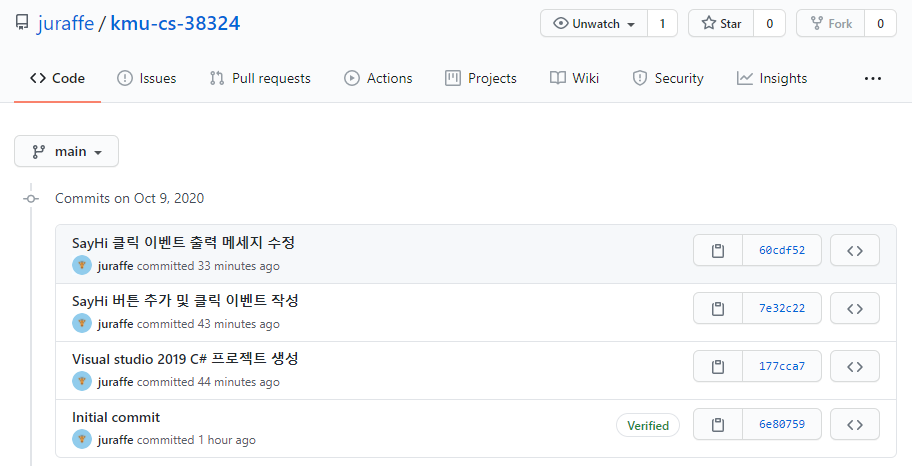 juraffe / kmu-cs-38324
Unwatch 1
Star 0
Fork 0
Code Issues Pull requests Actions Projects Wiki Security Insights ...
main
Commits on Oct 9, 2020
SayHi 클릭 이벤트 출력 메세지 수정
juraffe committed 33 minutes ago
60cdf52
SayHi 버튼 추가 및 클릭 이벤트 작성
juraffe committed 43 minutes ago
7e32c22
Visual studio 2019 C# 프로젝트 생성
juraffe committed 44 minutes ago
177cca7
Initial commit
juraffe committed 1 hour ago
Verified
6e80759